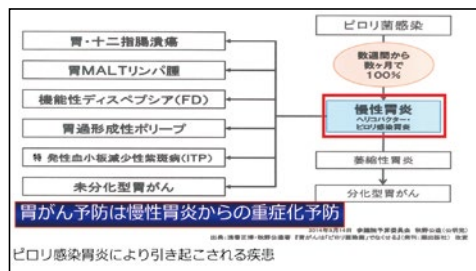 胃・十二指腸潰瘍
胃MALTリンパ腫
機能性ディスペプシア(FD)
胃過形成性ポリープ
特発性血小板減少性紫斑病(ITP)
未分化型胃がん
ピロリ菌感染
数週間から
数ヶ月で
100%
慢性胃炎
ヘリコバクター・
ピロリ感染胃炎
萎縮性胃炎
分化型胃がん
胃がん予防は慢性胃炎からの重症化予防
ピロリ感染胃炎により引き起こされる疾患